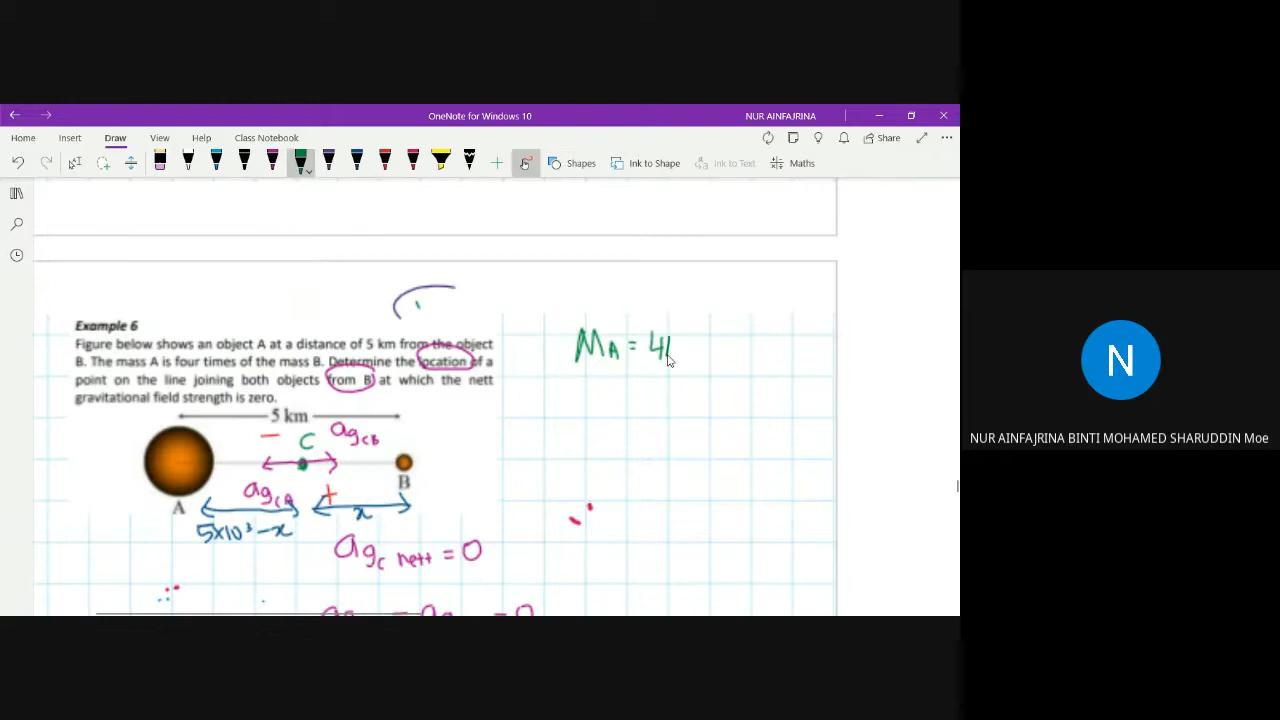 OneNote for Windows 10
NUR AINFAJRINA
Home Insert Draw View Help Class Notebook
Share
Shapes Ink to Shape Ink to Text Maths
Example 6
Figure below shows an object A at a distance of 5 km from the object
B. The mass A is four times of the mass B. Determine the location of a
point on the line joining both objects from B at which the nett
gravitational field strength is zero.
MA = 4
5 km
C
agCB
agCA
A
B
5x10³ - x
x
agC nett = 0
N
NUR AINFAJRINA BINTI MOHAMED SHARUDDIN Moe